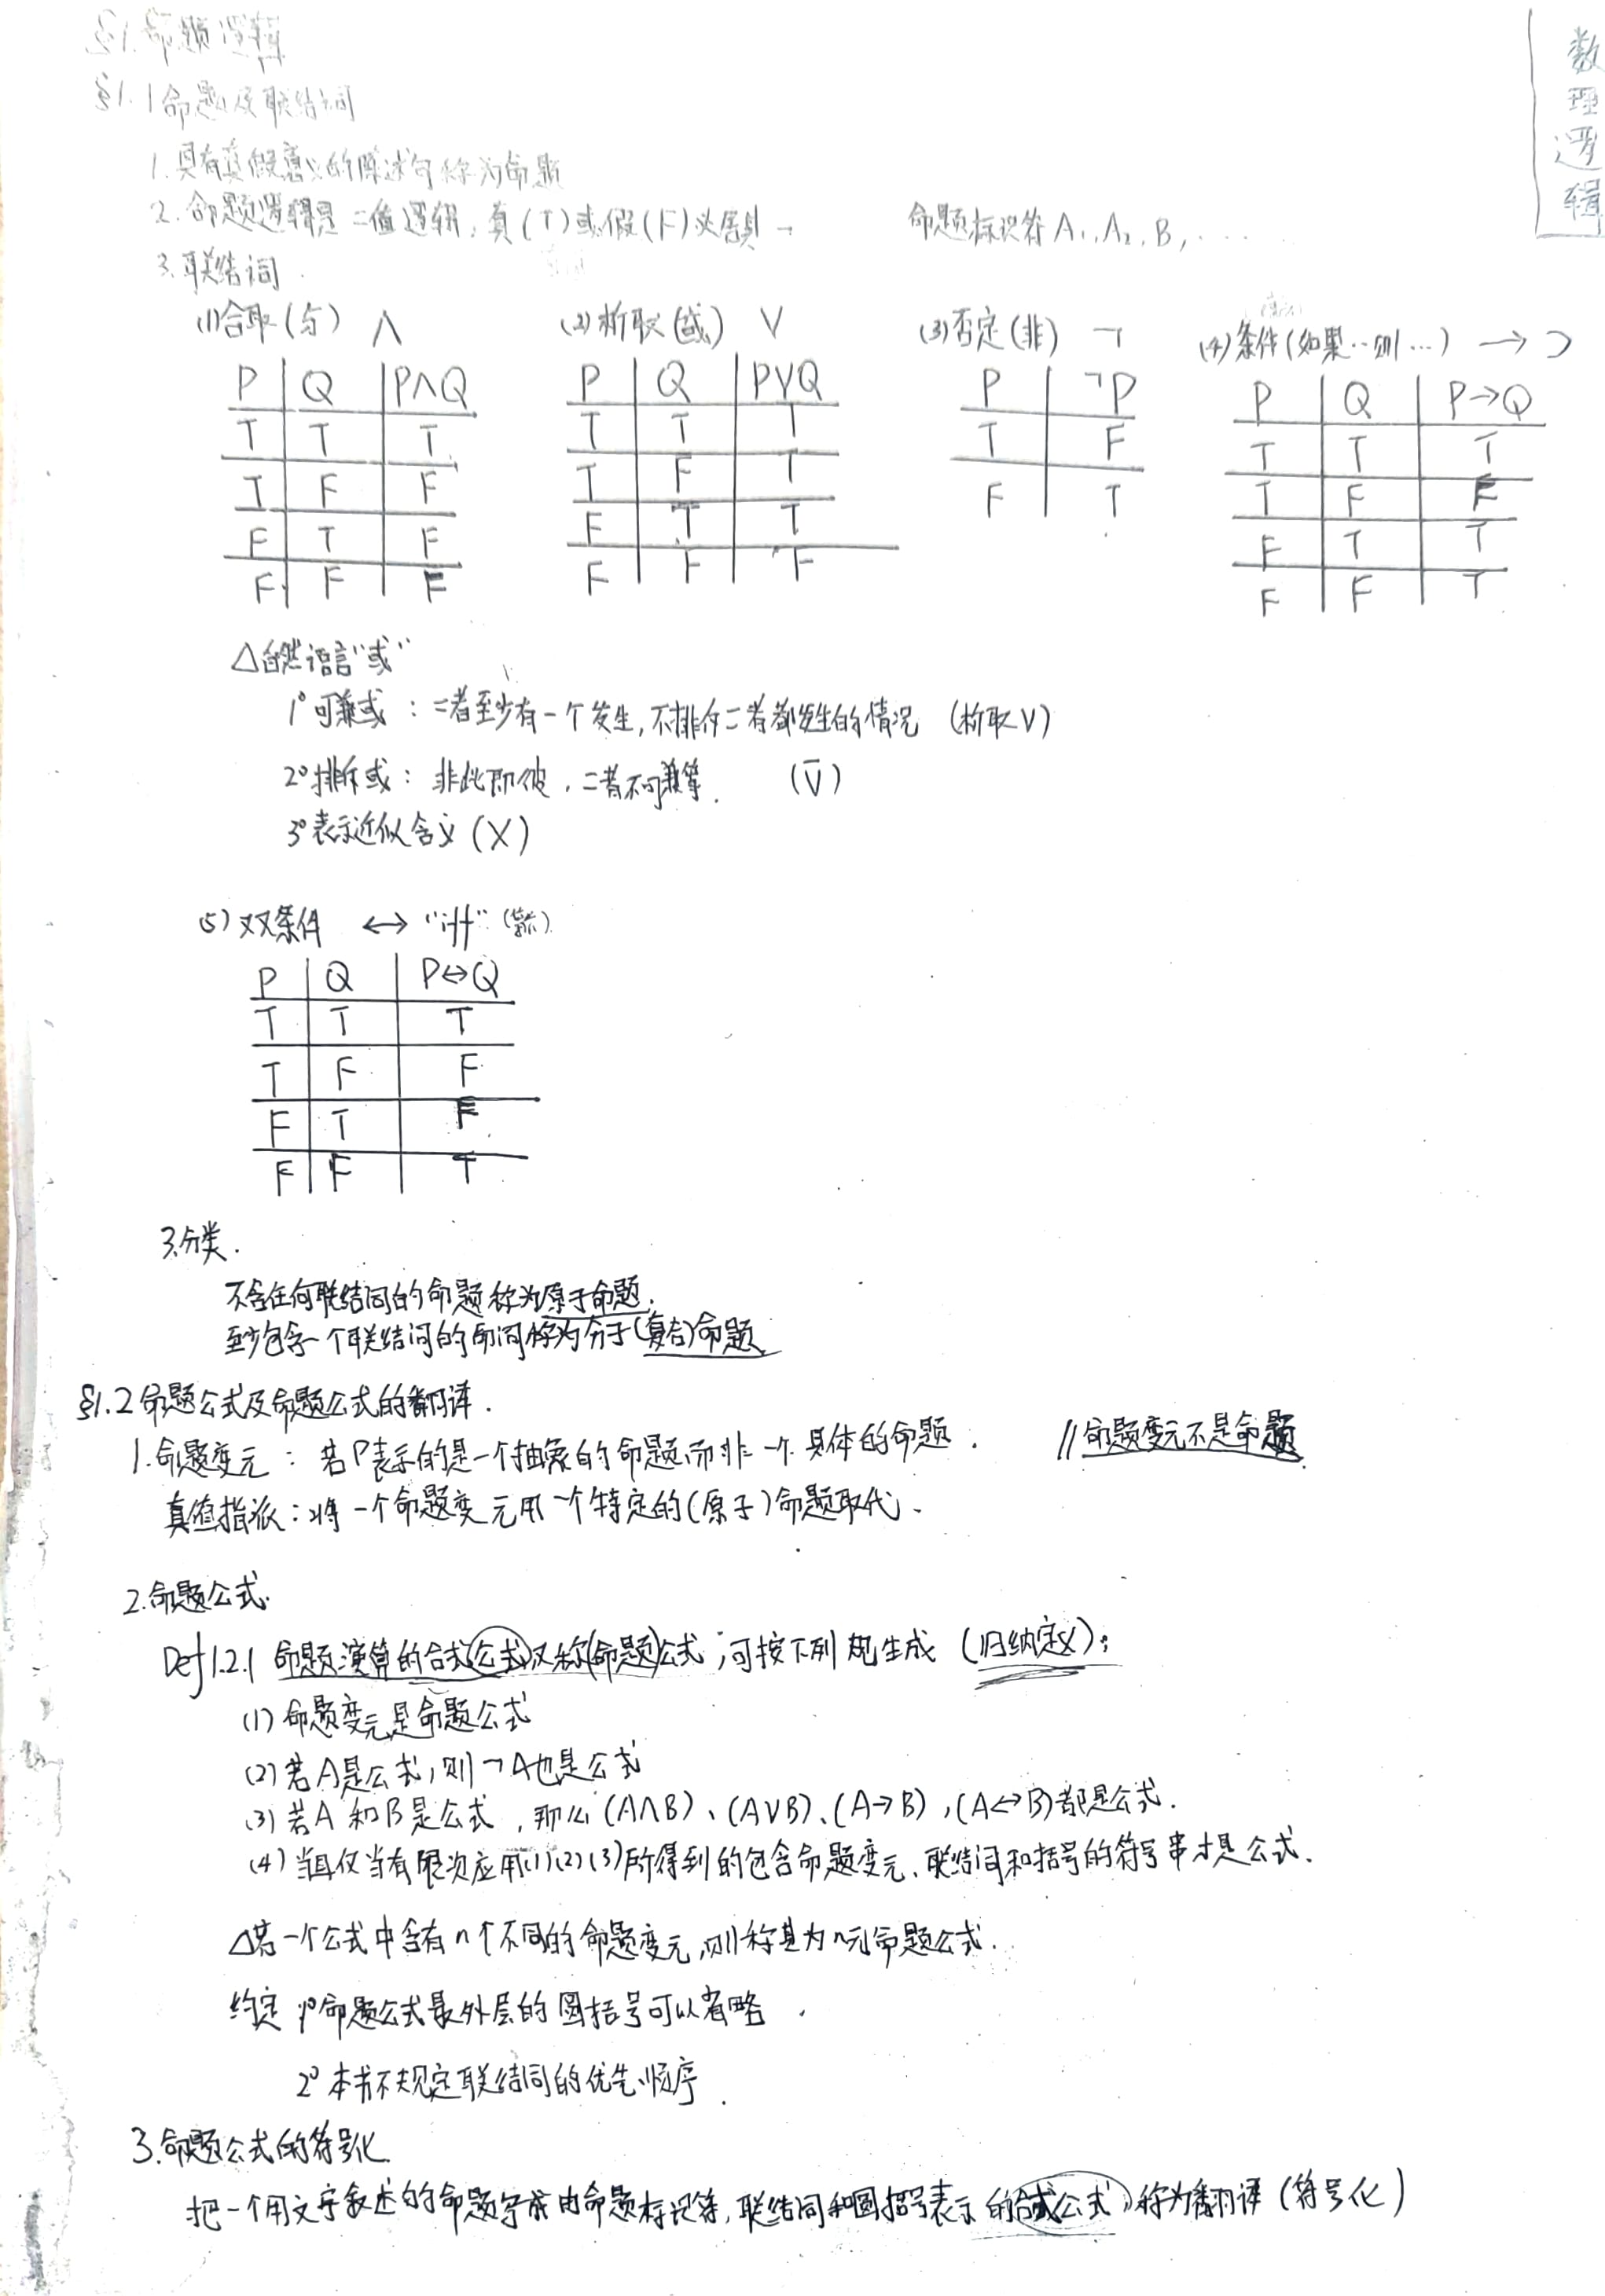 数理逻辑
§1. 命题逻辑
§1.1 命题及联结词
1. 具有真假意义的陈述句称为命题
2. 命题逻辑是二值逻辑, 真(T)或假(F)必居其一 命题标识符 A₁, A₂, B, ····
3. 联结词
(1)合取(与) ∧ (2)析取(或) ∨ (3)否定(非) ¬ (4)条件(如果··则···) → ⊃
P Q P∧Q P Q P∨Q P ¬P P Q P→Q
T T T T T T T F T T T
T F F T F T F T T F F
F T F F T T F T T
F F F F F F F F T
△自然语言"或"
1° 可兼或: 二者至少有一个发生, 不排斥二者都发生的情况 (析取∨)
2° 排斥或: 非此即彼, 二者不可兼得. (⊽)
3° 表示近似含义 (X)
(5) 双条件 ↔ "iff"
P Q P↔Q
T T T
T F F
F T F
F F T
3.分类.
不含任何联结词的命题称为原子命题.
至少包含一个联结词的命词称为分子(复合)命题.
§1.2 命题公式及命题公式的翻译.
1. 命题变元: 若P表示的是一个抽象的命题,而非一个具体的命题. //命题变元不是命题.
真值指派: 将一个命题变元用一个特定的(原子)命题取代.
2.命题公式.
Def 1.2.1 命题演算的合式公式又称(命题)公式, 可按下列规生成 (归纳定义):
(1) 命题变元是命题公式
(2) 若A是公式, 则¬A也是公式
(3) 若A和B是公式, 那么 (A∧B)、(A∨B)、(A→B), (A↔B)都是公式.
(4) 当且仅当有限次应用(1)(2)(3)所得到的包含命题变元、联结词和括号的符号串才是公式.
△若一个公式中含有n个不同的命题变元, 则称其为n元命题公式.
约定 1° 命题公式最外层的圆括号可以省略.
2° 本书不规定联结词的优先顺序.
3.命题公式的符号化.
把一个用文字叙述的命题写成由命题标识符, 联结词和圆括号表示的合式公式, 称为翻译 (符号化)